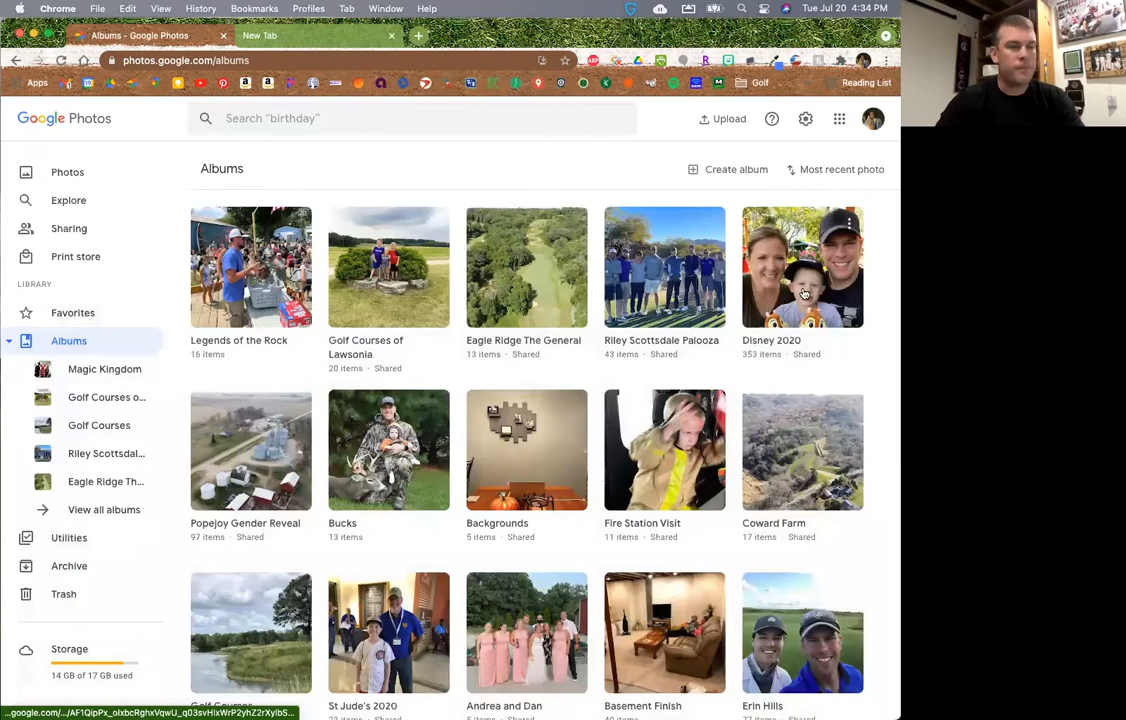 Chrome File Edit View History Bookmarks Profiles Tab Window Help Tue Jul 20 4:34 PM
Albums - Google Photos New Tab
photos.google.com/albums
Apps Golf Reading List
Google Photos Search "birthday" Upload
Photos
Explore
Sharing
Print store
LIBRARY
Favorites
Albums
Magic Kingdom
Golf Courses o...
Golf Courses
Riley Scottsdal...
Eagle Ridge Th...
View all albums
Utilities
Archive
Trash
Storage
14 GB of 17 GB used
Albums Create album Most recent photo
Legends of the Rock
16 items
Golf Courses of
Lawsonia
20 items · Shared
Eagle Ridge The General
13 items · Shared
Riley Scottsdale Palooza
43 items · Shared
Disney 2020
353 items · Shared
Popejoy Gender Reveal
97 items · Shared
Bucks
13 items
Backgrounds
5 items · Shared
Fire Station Visit
11 items · Shared
Coward Farm
17 items · Shared
Golf Courses
St Jude's 2020
Andrea and Dan
Basement Finish
Erin Hills